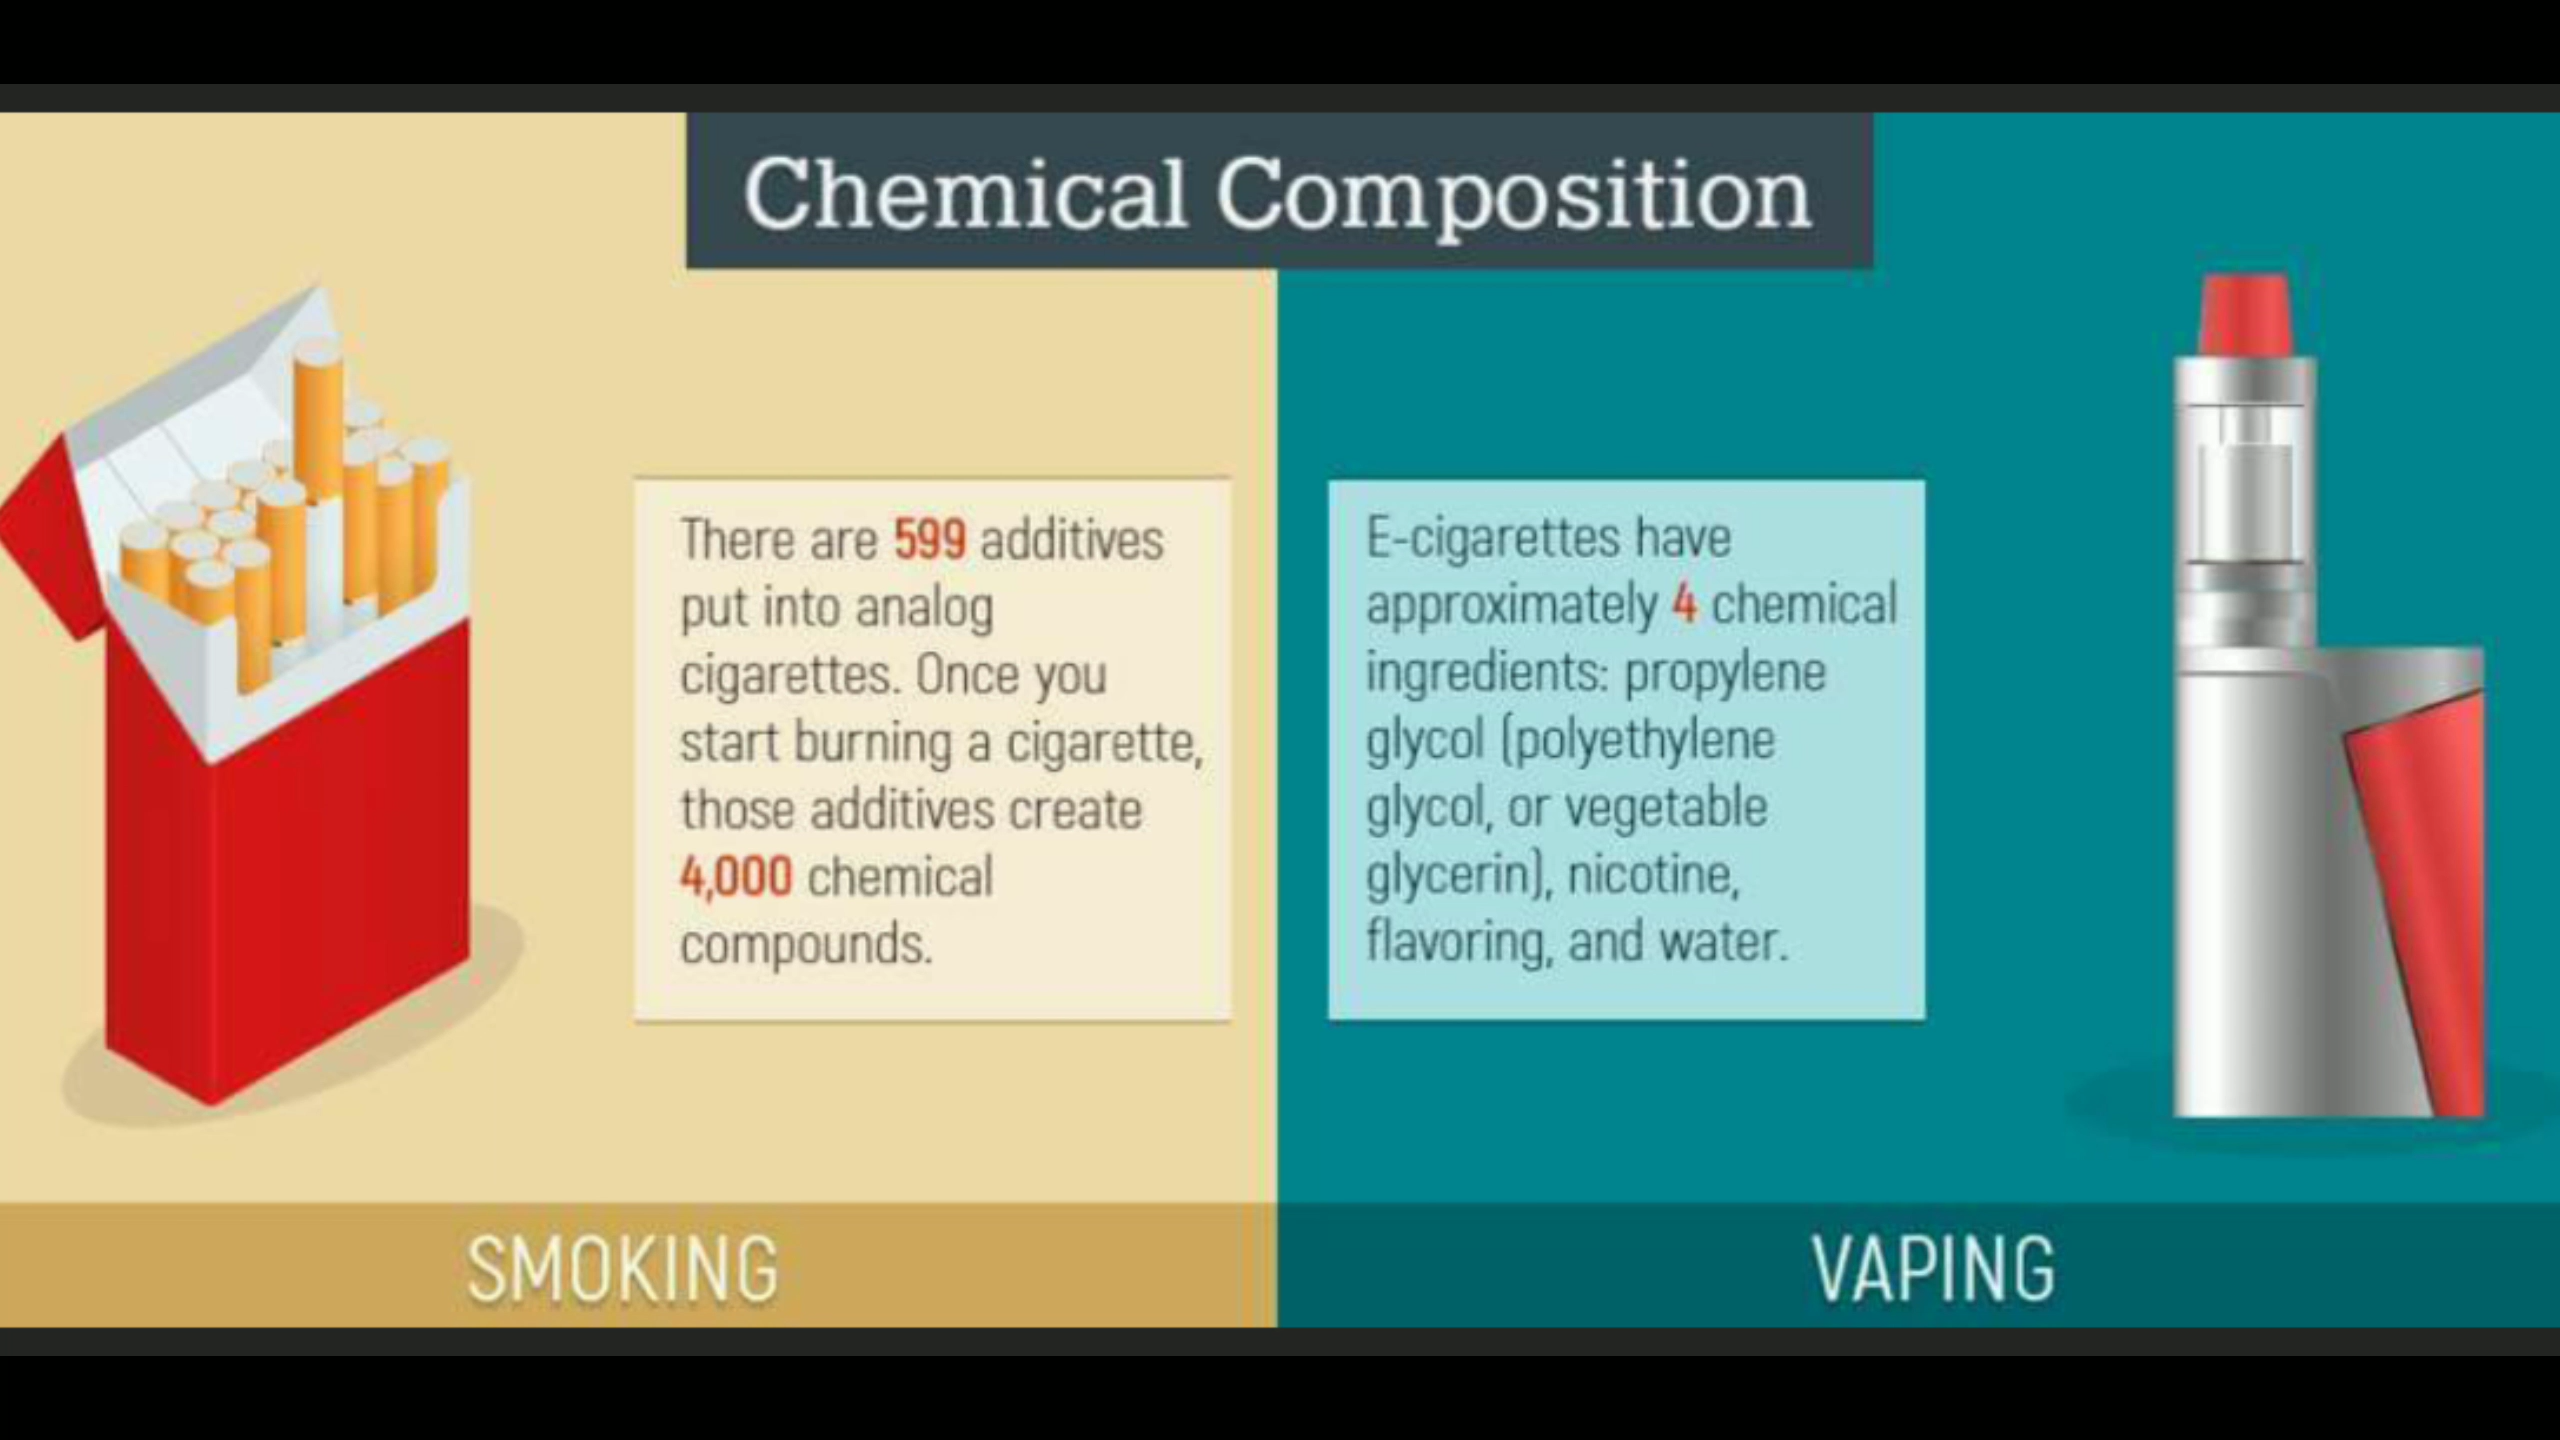 Chemical Composition
There are 599 additives
put into analog
cigarettes. Once you
start burning a cigarette,
those additives create
4,000 chemical
compounds.
E-cigarettes have
approximately 4 chemical
ingredients: propylene
glycol (polyethylene
glycol, or vegetable
glycerin), nicotine,
flavoring, and water.
SMOKING
VAPING